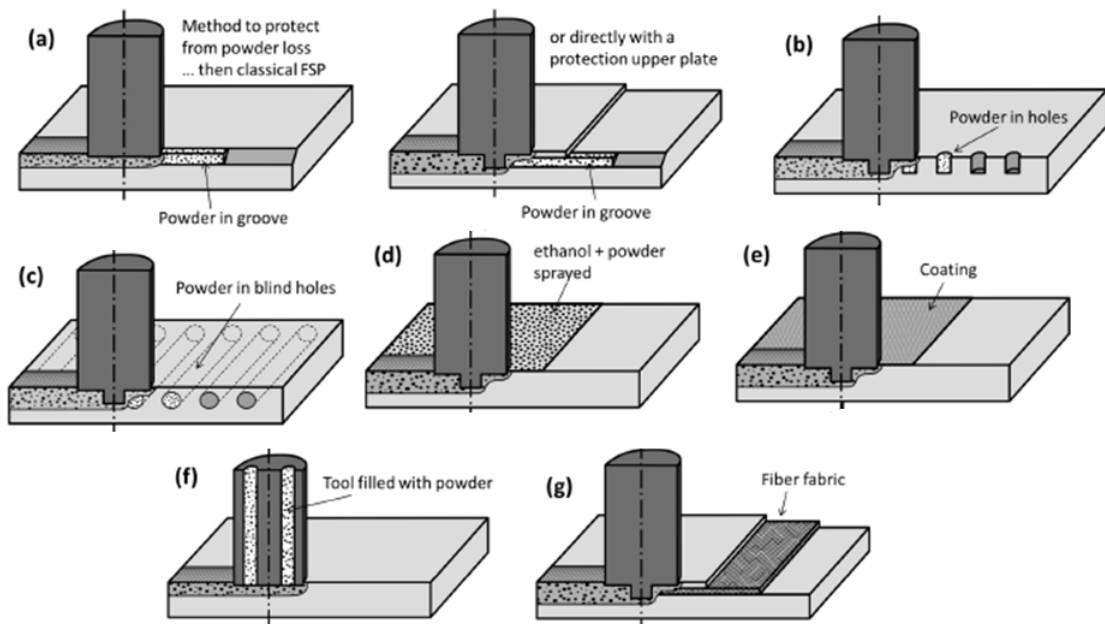 (a)
Method to protect
from powder loss
... then classical FSP
Powder in groove
or directly with a
protection upper plate
Powder in groove
(b)
Powder in holes
(c)
Powder in blind holes
(d)
ethanol + powder
sprayed
(e)
Coating
(f)
Tool filled with powder
(g)
Fiber fabric